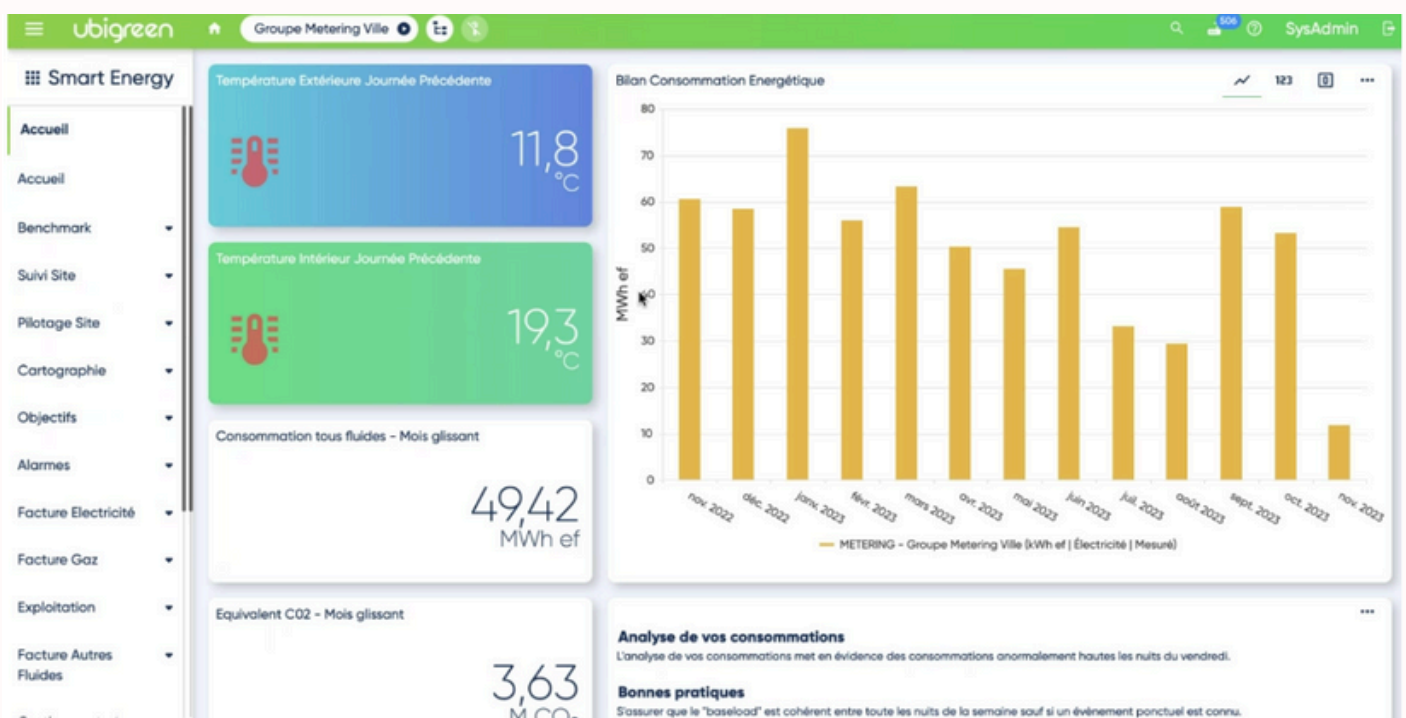 ubigreen
Groupe Metering Ville
506
SysAdmin
Smart Energy
Accueil
Accueil
Benchmark
Suivi Site
Pilotage Site
Cartographie
Objectifs
Alarmes
Facture Electricité
Facture Gaz
Exploitation
Facture Autres
Fluides
Température Extérieure Journée Précédente
11,8
°C
Température Intérieur Journée Précédente
19,3
°C
Consommation tous fluides - Mois glissant
49,42
MWh ef
Equivalent C02 - Mois glissant
3,63
Bilan Consommation Energétique
123
80
70
60
50
30
20
10
0
MWh ef
nov. 2022
déc. 2022
janv. 2023
févr. 2023
mars 2023
avr. 2023
mai 2023
juin 2023
juil. 2023
août 2023
sept. 2023
oct. 2023
nov. 2023
METERING - Groupe Metering Ville (kWh ef | Électricité | Mesuré)
Analyse de vos consommations
L'analyse de vos consommations met en évidence des consommations anormalement hautes les nuits du vendredi.
Bonnes pratiques
S'assurer que le "baseload" est cohérent entre toute les nuits de la semaine sauf si un évènement ponctuel est connu.